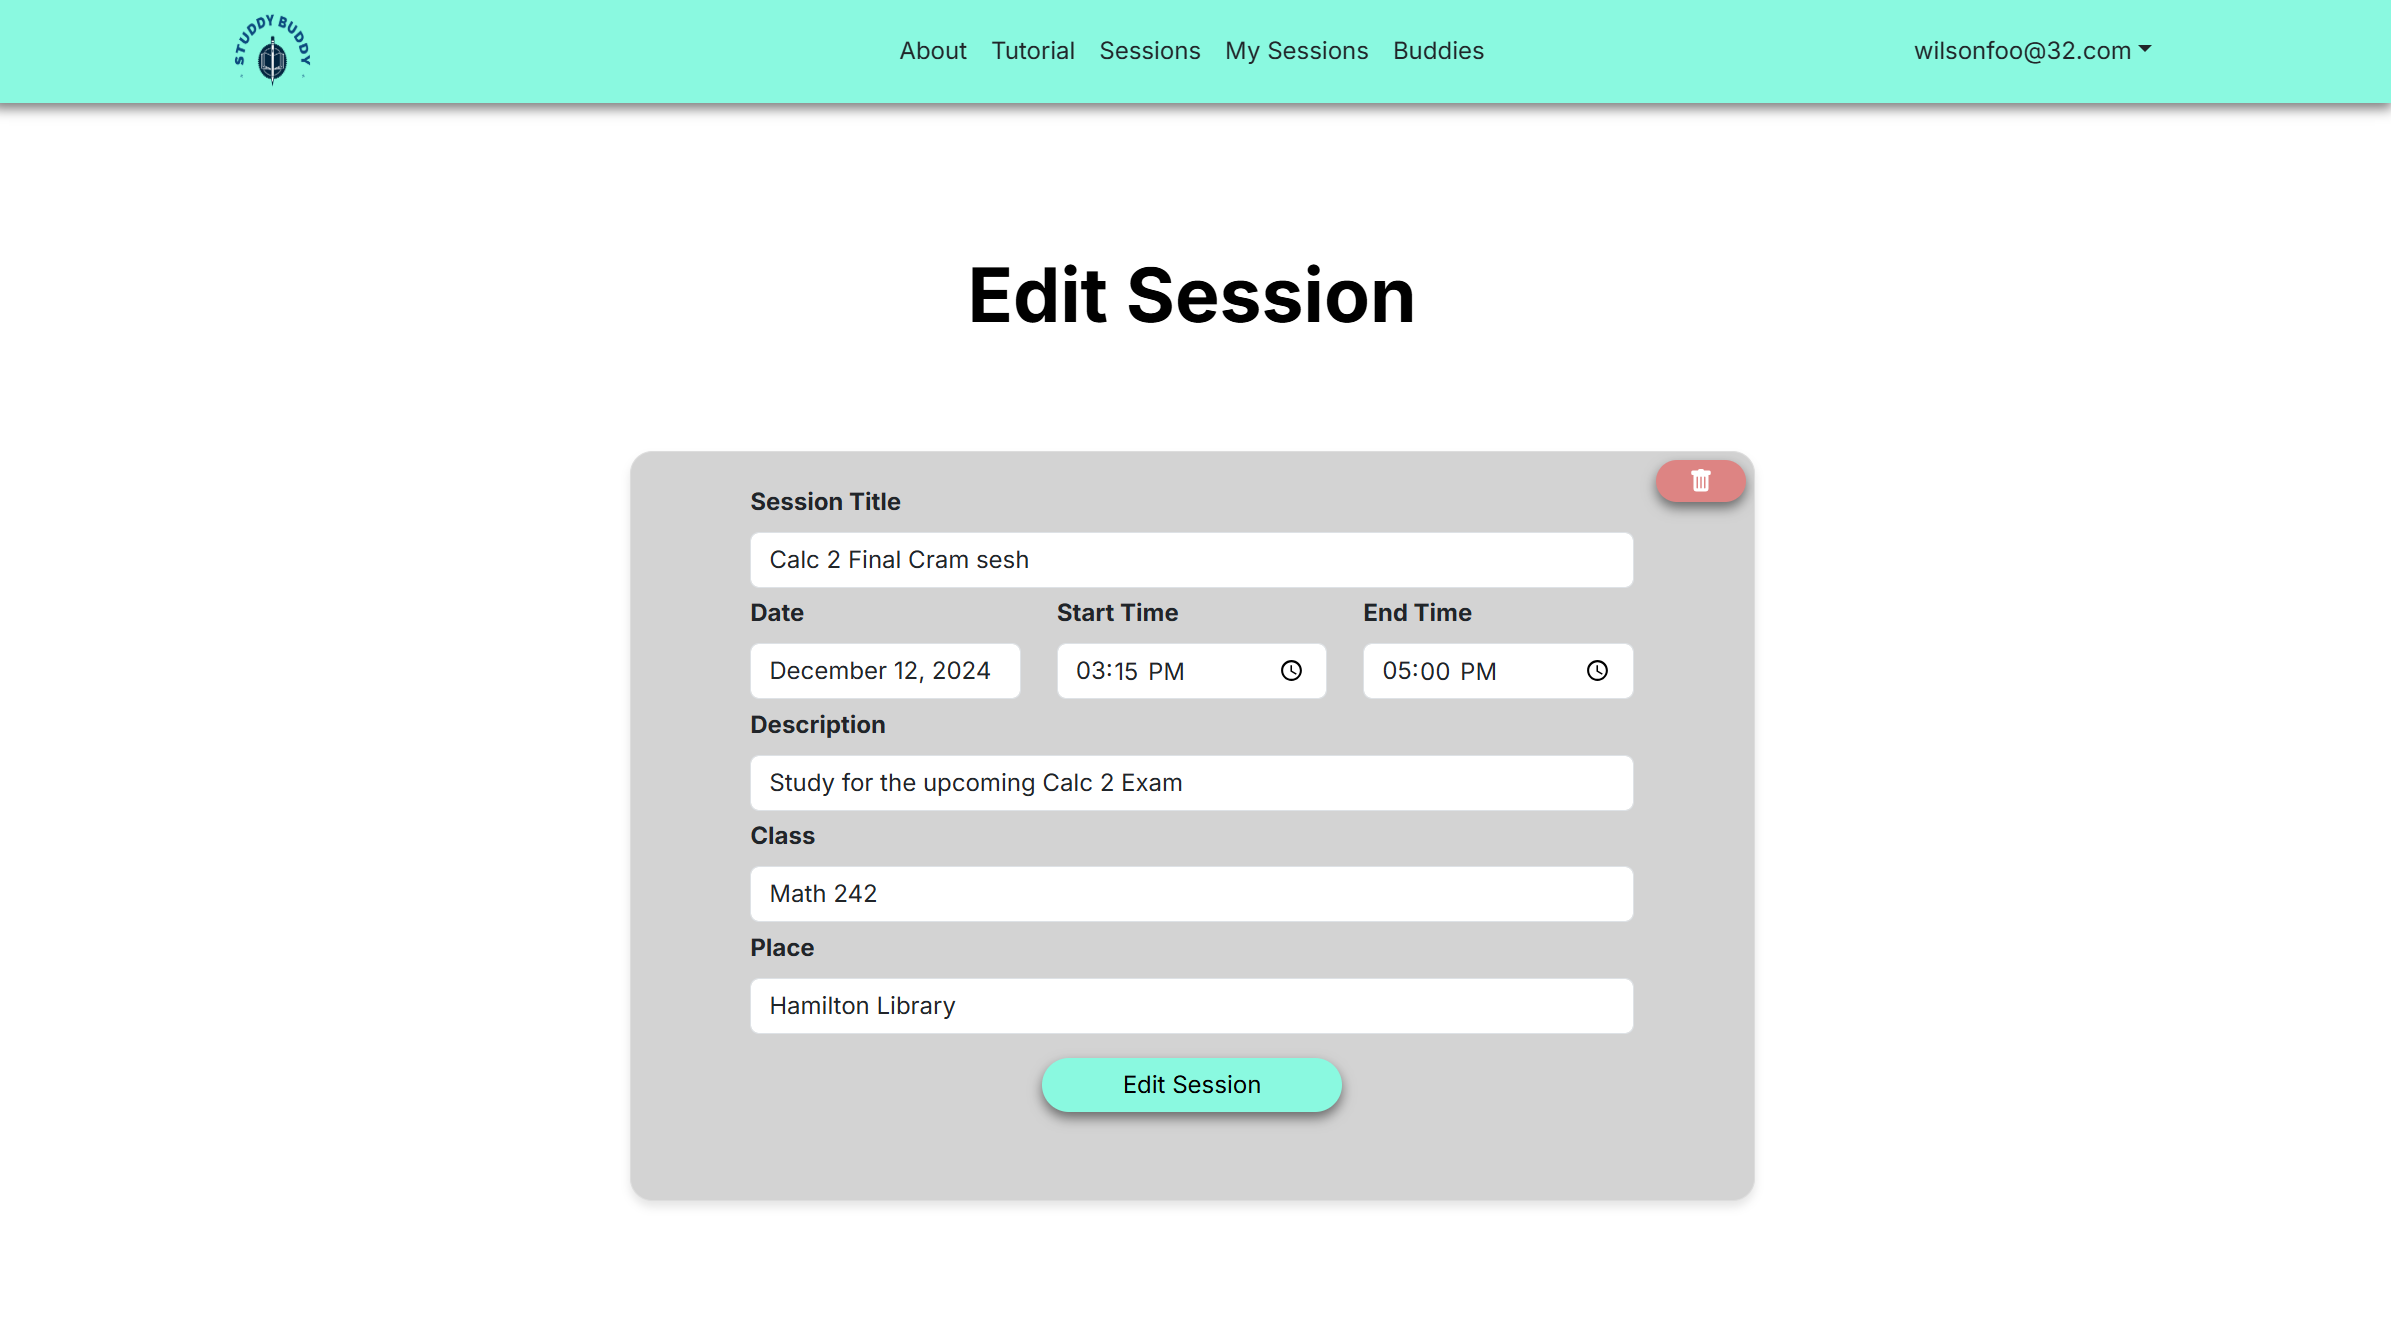 STUDDY BUDDY
About Tutorial Sessions My Sessions Buddies
wilsonfoo@32.com
Edit Session
Session Title
Calc 2 Final Cram sesh
Date Start Time End Time
December 12, 2024 03:15 PM 05:00 PM
Description
Study for the upcoming Calc 2 Exam
Class
Math 242
Place
Hamilton Library
Edit Session